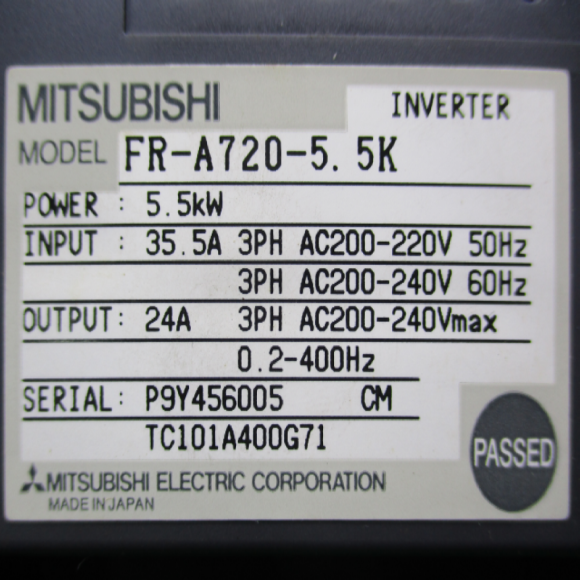 MITSUBISHI INVERTER
MODEL FR-A720-5.5K
POWER : 5.5kW
INPUT : 35.5A 3PH AC200-220V 50Hz
3PH AC200-240V 60Hz
OUTPUT : 24A 3PH AC200-240Vmax
0.2-400Hz
SERIAL : P9Y456005 CM
TC101A400G71
PASSED
MITSUBISHI ELECTRIC CORPORATION
MADE IN JAPAN